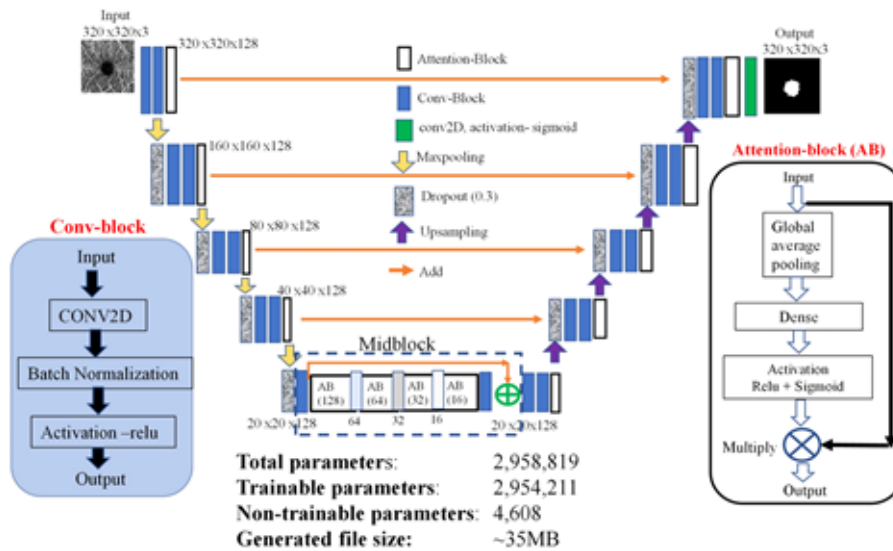 Input
320 x320x3
320 x320x128
Attention-Block
Conv-Block
conv2D, activation- sigmoid
Maxpooling
Dropout (0.3)
Upsampling
Add
Output
320 x320x3
160 x160 x128
80 x80 x128
40 x40 x128
Conv-block
Input
CONV2D
Batch Normalization
Activation –relu
Output
Midblock
AB
(128)
AB
(64)
AB
(32)
AB
(16)
64
32
16
20 x20 x128
20 x20x128
Attention-block (AB)
Input
Global
average
pooling
Dense
Activation
Relu + Sigmoid
Multiply
Output
Total parameters: 2,958,819
Trainable parameters: 2,954,211
Non-trainable parameters: 4,608
Generated file size: ~35MB